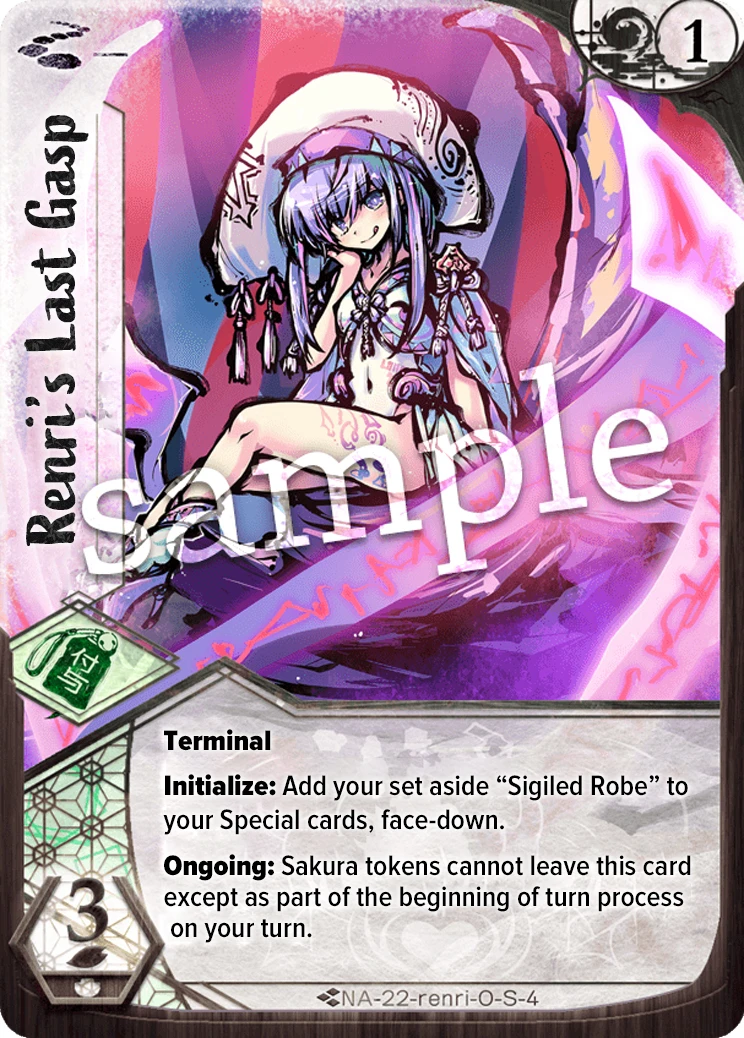 1
Renri's Last Gasp
sample
付与
Terminal
Initialize: Add your set aside “Sigiled Robe” to
your Special cards, face-down.
Ongoing: Sakura tokens cannot leave this card
except as part of the beginning of turn process
on your turn.
3
NA-22-renri-O-S-4